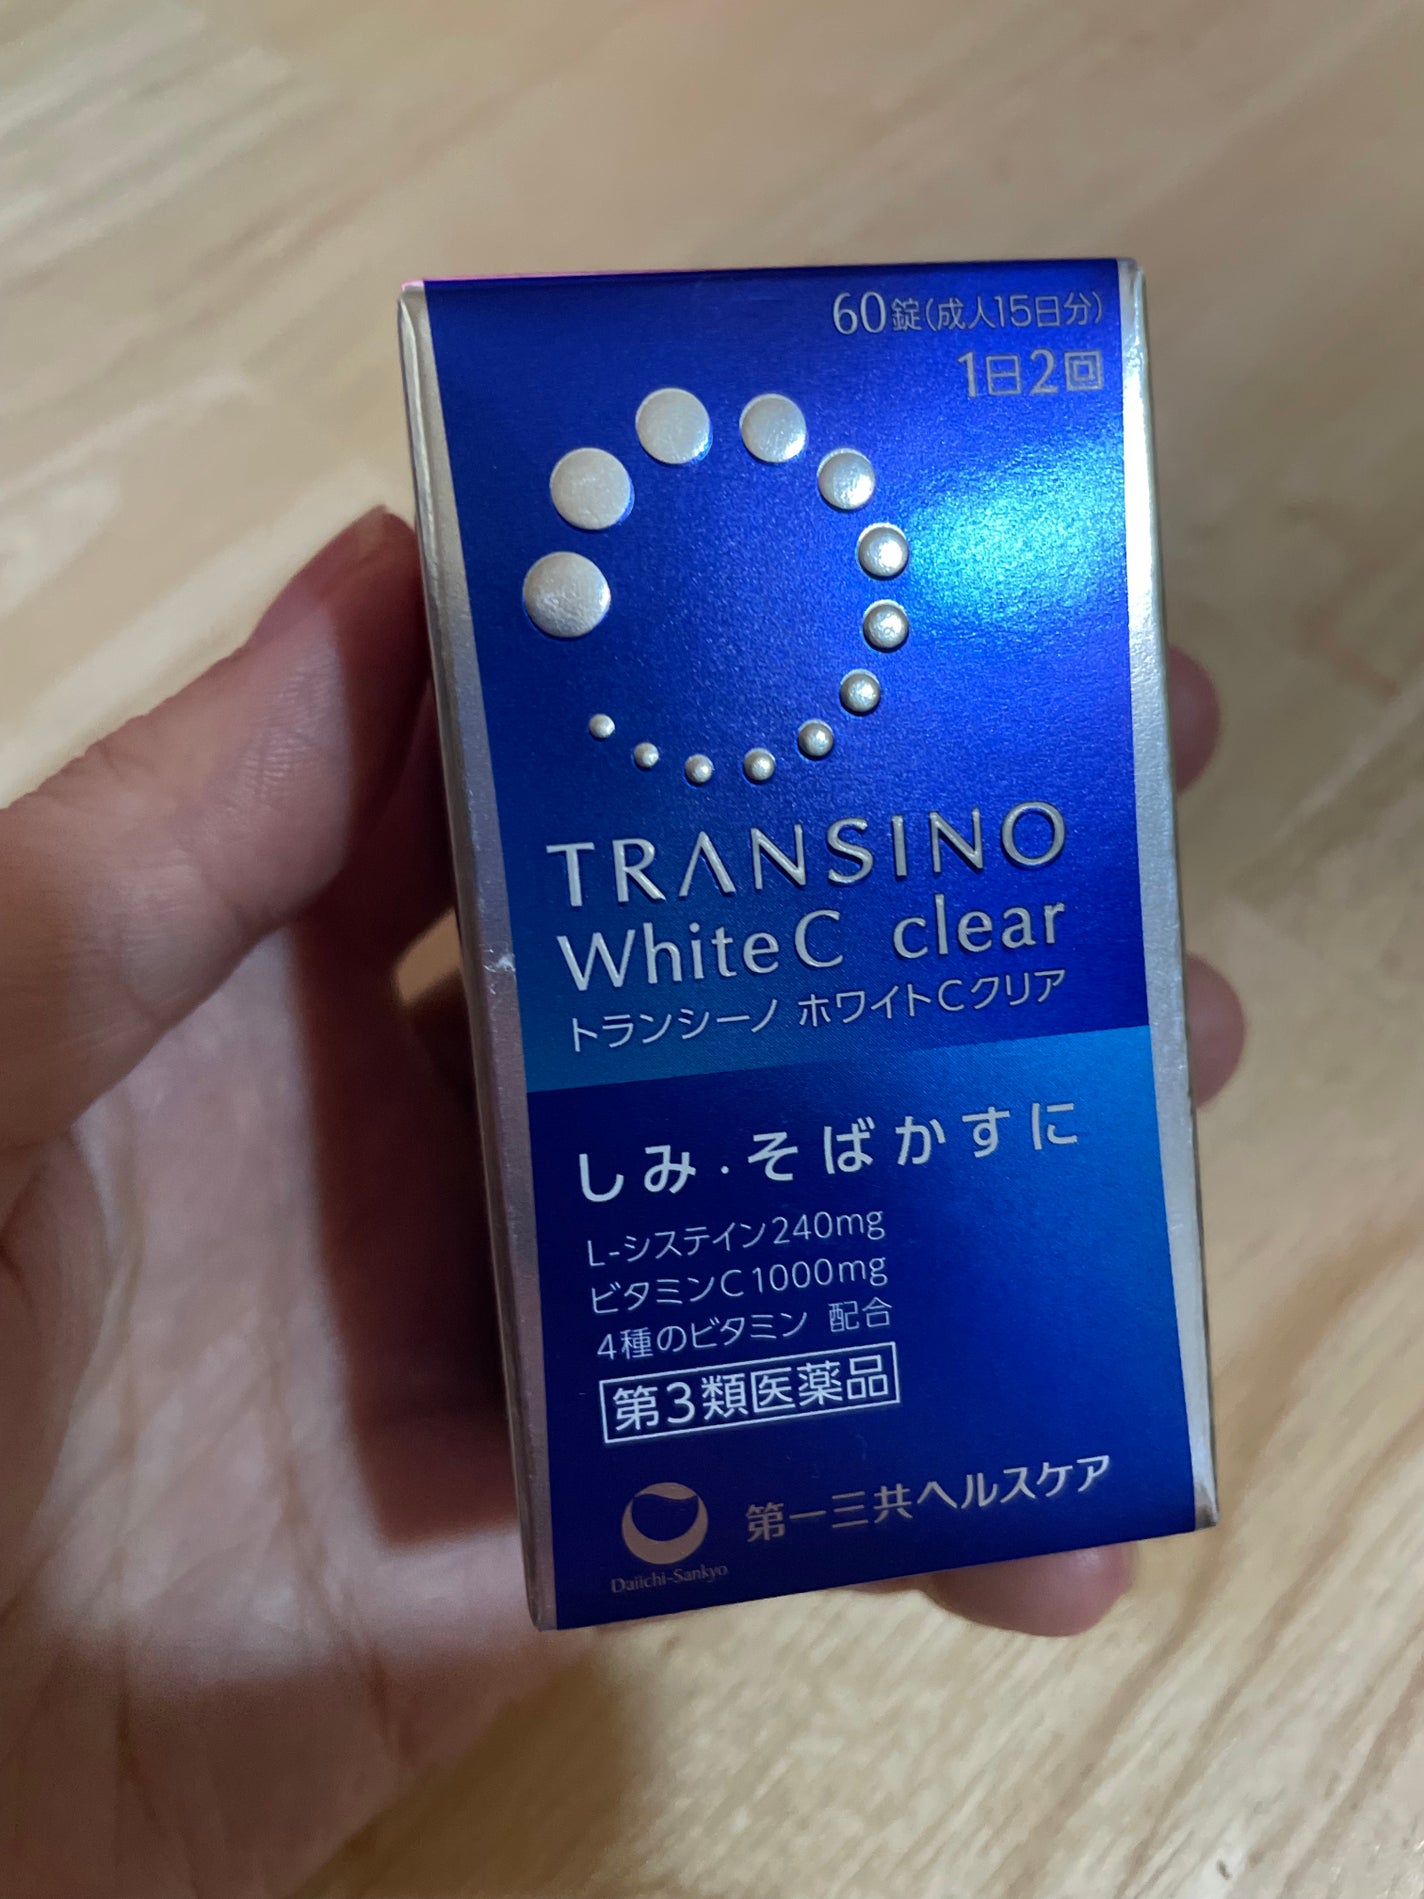 60錠(成人15日分)
1日2回
TRANSINO
White C clear
トランシーノ ホワイトCクリア
しみ・そばかすに
L-システイン240mg
ビタミンC1000mg
4種のビタミン 配合
第3類医薬品
第一三共ヘルスケア
Daiichi-Sankyo